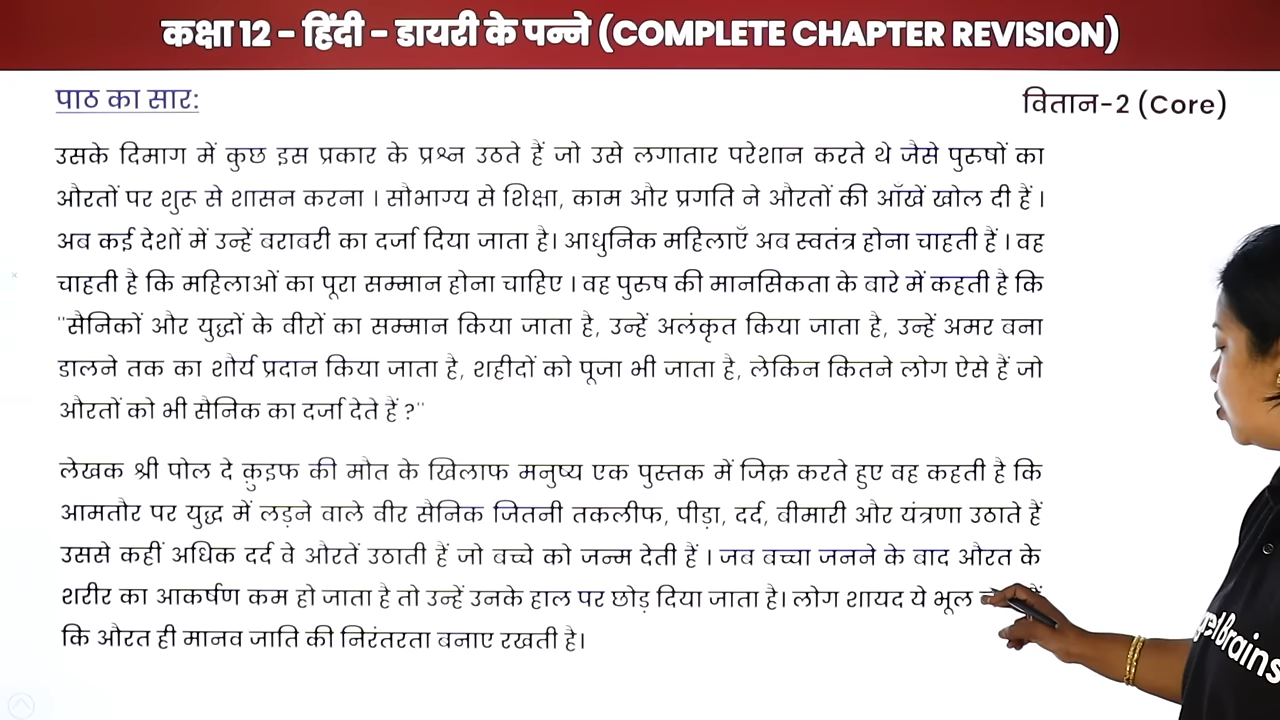 कक्षा 12 - हिंदी - डायरी के पन्ने (COMPLETE CHAPTER REVISION)
पाठ का सार:
वितान-2 (Core)
उसके दिमाग में कुछ इस प्रकार के प्रश्न उठते हैं जो उसे लगातार परेशान करते थे जैसे पुरुषों का
औरतों पर शुरू से शासन करना । सौभाग्य से शिक्षा, काम और प्रगति ने औरतों की आँखें खोल दी हैं ।
अब कई देशों में उन्हें बराबरी का दर्जा दिया जाता है। आधुनिक महिलाएँ अब स्वतंत्र होना चाहती हैं । वह
चाहती है कि महिलाओं का पूरा सम्मान होना चाहिए । वह पुरुष की मानसिकता के बारे में कहती है कि
"सैनिकों और युद्धों के वीरों का सम्मान किया जाता है, उन्हें अलंकृत किया जाता है, उन्हें अमर बना
डालने तक का शौर्य प्रदान किया जाता है, शहीदों को पूजा भी जाता है, लेकिन कितने लोग ऐसे हैं जो
औरतों को भी सैनिक का दर्जा देते हैं ?"
लेखक श्री पोल दे क्रुइफ की मौत के खिलाफ मनुष्य एक पुस्तक में जिक्र करते हुए वह कहती है कि
आमतौर पर युद्ध में लड़ने वाले वीर सैनिक जितनी तकलीफ, पीड़ा, दर्द, बीमारी और यंत्रणा उठाते हैं
उससे कहीं अधिक दर्द वे औरतें उठाती हैं जो बच्चे को जन्म देती हैं । जब बच्चा जनने के बाद औरत के
शरीर का आकर्षण कम हो जाता है तो उन्हें उनके हाल पर छोड़ दिया जाता है। लोग शायद ये भूल
कि औरत ही मानव जाति की निरंतरता बनाए रखती है।
Brains